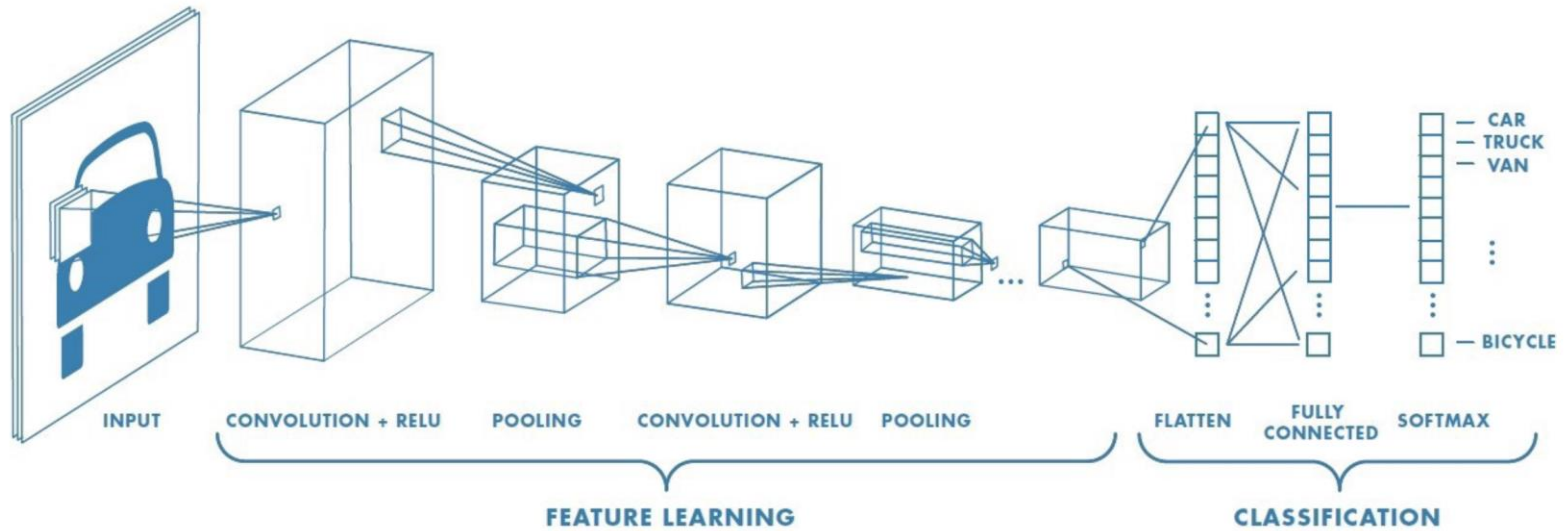 CAR
TRUCK
VAN
BICYCLE
INPUT
CONVOLUTION + RELU
POOLING
CONVOLUTION + RELU
POOLING
FLATTEN
FULLY
CONNECTED
SOFTMAX
FEATURE LEARNING
CLASSIFICATION